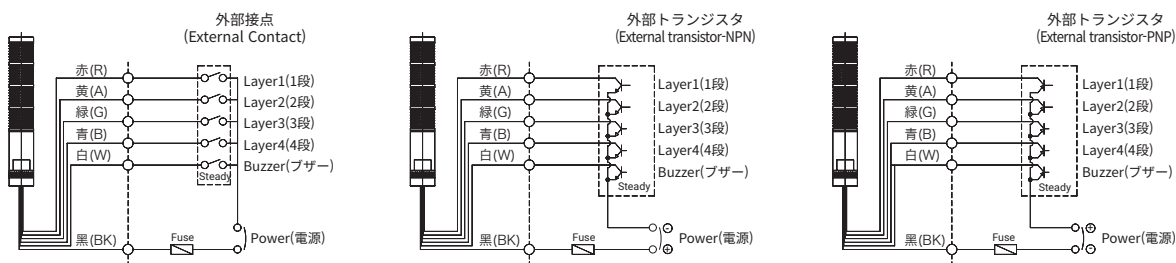 外部接点
(External Contact)
赤(R)
黄(A)
緑(G)
青(B)
白(W)
黒(BK)
Layer1(1段)
Layer2(2段)
Layer3(3段)
Layer4(4段)
Buzzer(ブザー)
Steady
Fuse
Power(電源)
外部トランジスタ
(External transistor-NPN)
赤(R)
黄(A)
緑(G)
青(B)
白(W)
黒(BK)
Layer1(1段)
Layer2(2段)
Layer3(3段)
Layer4(4段)
Buzzer(ブザー)
Steady
Fuse
Power(電源)
外部トランジスタ
(External transistor-PNP)
赤(R)
黄(A)
緑(G)
青(B)
白(W)
黒(BK)
Layer1(1段)
Layer2(2段)
Layer3(3段)
Layer4(4段)
Buzzer(ブザー)
Steady
Fuse
Power(電源)